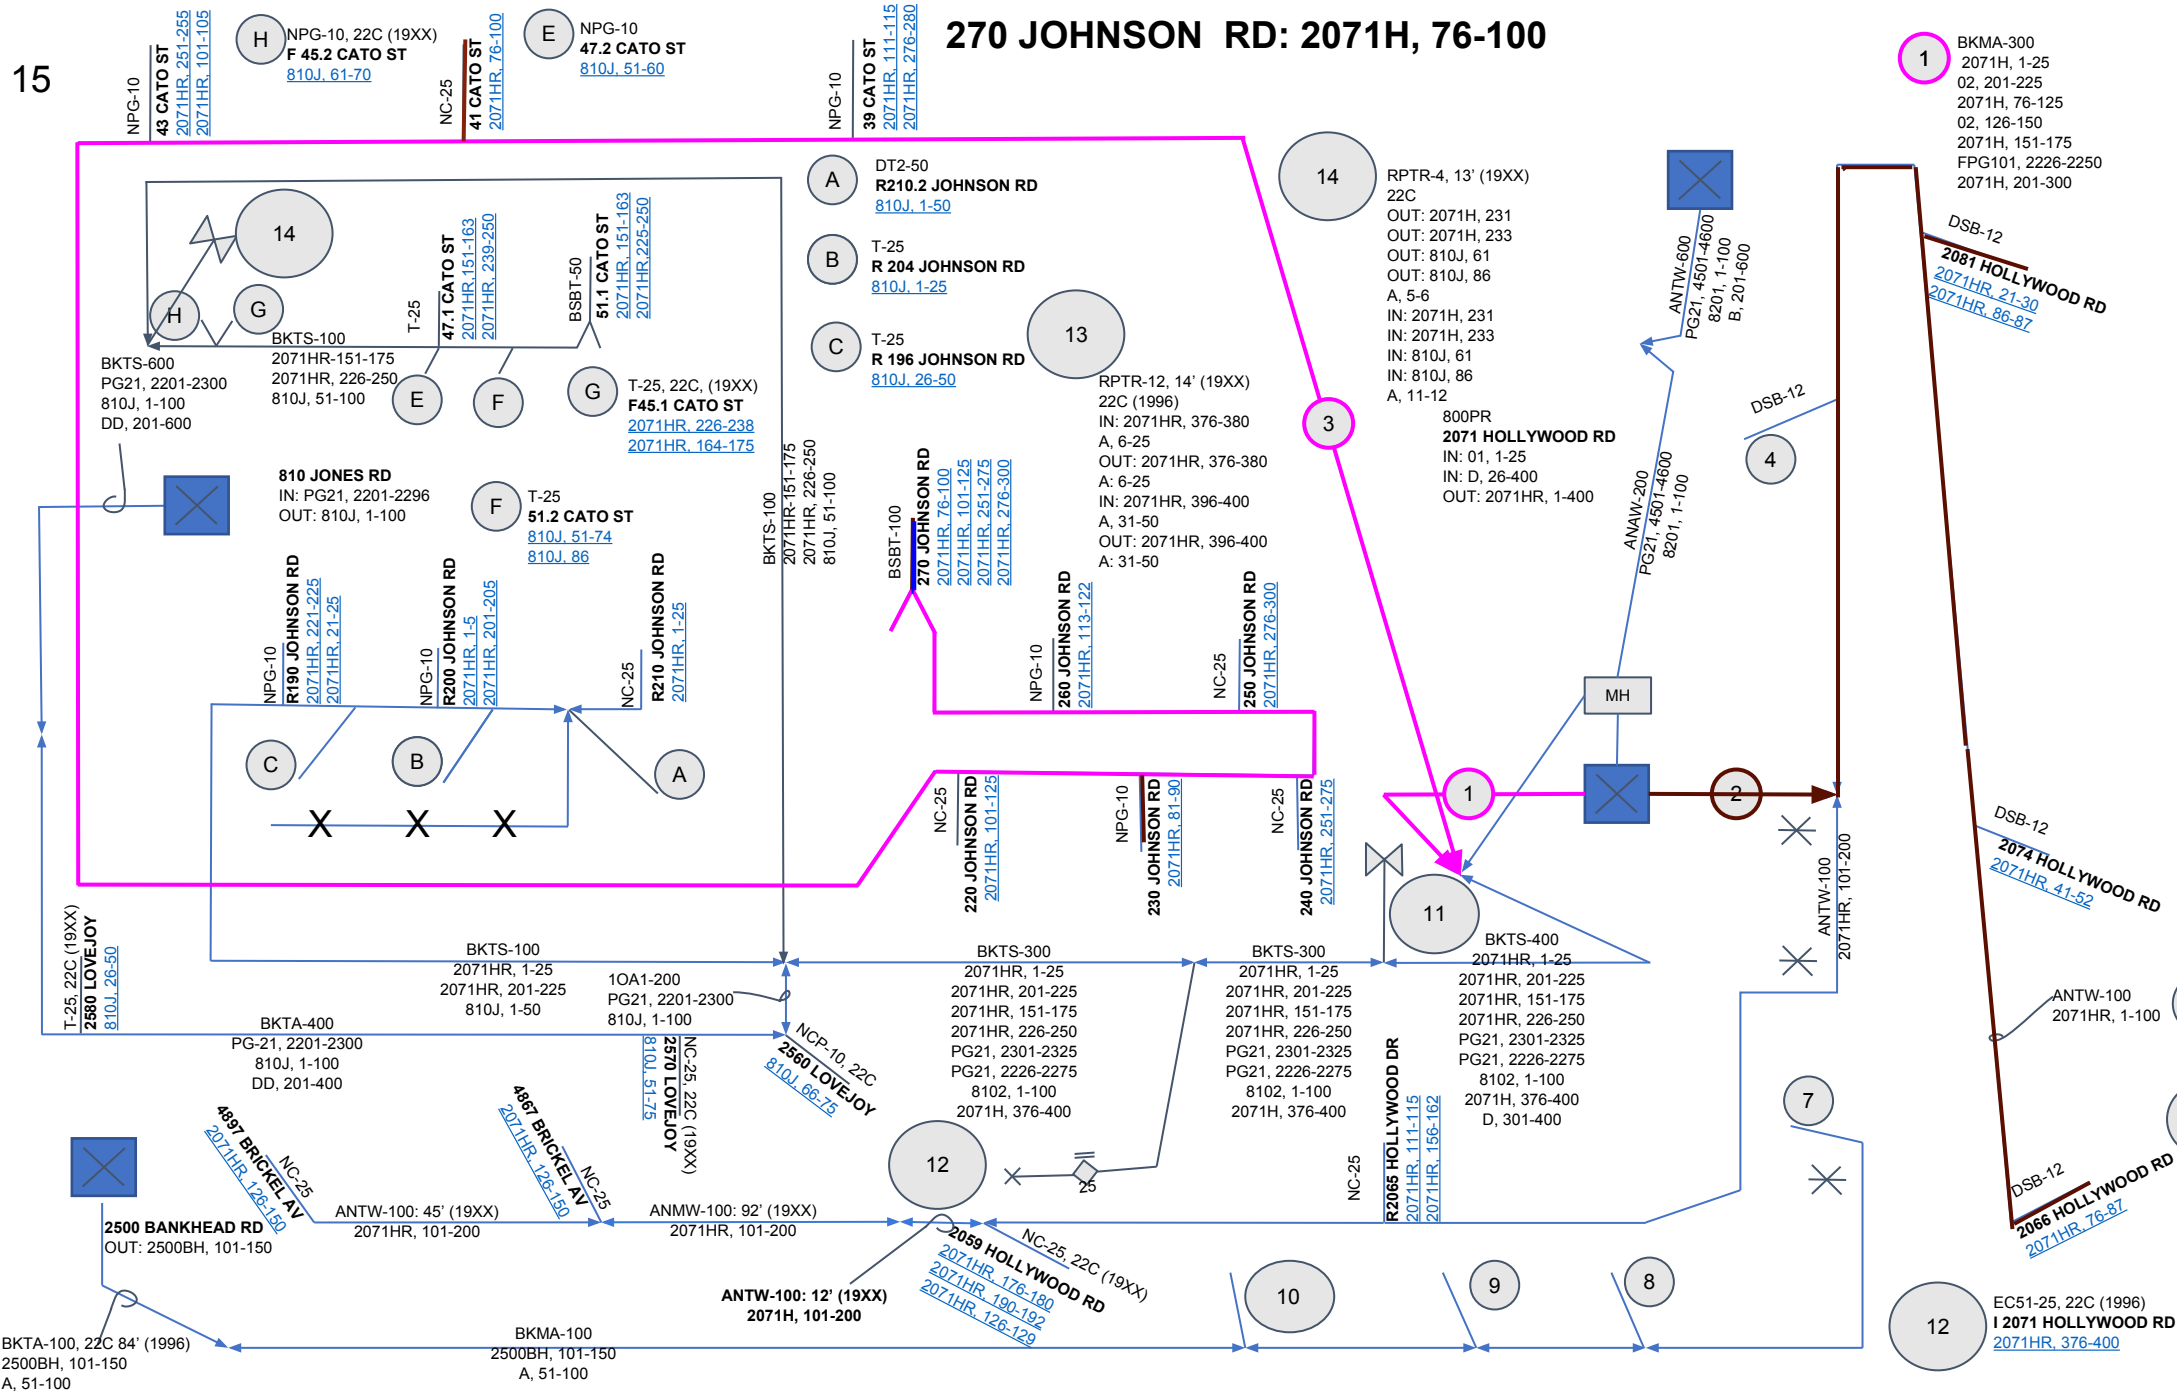 270 JOHNSON RD: 2071H, 76-100
15
NPG-10
43 CATO ST
2071HR, 251-255
2071HR, 101-105
H
NPG-10, 22C (19XX)
F 45.2 CATO ST
810J, 61-70
NC-25
41 CATO ST
2071HR, 76-100
E
NPG-10
47.2 CATO ST
810J, 51-60
NPG-10
39 CATO ST
2071HR, 111-115
2071HR, 276-280
1
BKMA-300
2071H, 1-25
02, 201-225
2071H, 76-125
02, 126-150
2071H, 151-175
FPG101, 2226-2250
2071H, 201-300
14
H
G
T-25
47.1 CATO ST
2071HR,151-163
2071HR, 239-250
BSBT-50
51.1 CATO ST
2071HR, 151-163
2071HR,225-250
BKTS-600
PG21, 2201-2300
810J, 1-100
DD, 201-600
BKTS-100
2071HR-151-175
2071HR, 226-250
810J, 51-100
E
F
G
T-25, 22C, (19XX)
F45.1 CATO ST
2071HR, 226-238
2071HR, 164-175
A
DT2-50
R210.2 JOHNSON RD
810J, 1-50
B
T-25
R 204 JOHNSON RD
810J, 1-25
C
T-25
R 196 JOHNSON RD
810J, 26-50
13
RPTR-12, 14' (19XX)
22C (1996)
IN: 2071HR, 376-380
A, 6-25
OUT: 2071HR, 376-380
A: 6-25
IN: 2071HR, 396-400
A, 31-50
OUT: 2071HR, 396-400
A: 31-50
14
RPTR-4, 13' (19XX)
22C
OUT: 2071H, 231
OUT: 2071H, 233
OUT: 810J, 61
OUT: 810J, 86
A, 5-6
IN: 2071H, 231
IN: 2071H, 233
IN: 810J, 61
IN: 810J, 86
A, 11-12
800PR
2071 HOLLYWOOD RD
IN: 01, 1-25
IN: D, 26-400
OUT: 2071HR, 1-400
3
ANTW-600
PG21, 4501-4600
8201, 1-100
B, 201-600
ANAW-200
PG21, 4501-4600
8201, 1-100
MH
DSB-12
4
DSB-12
2081 HOLLYWOOD RD
2071HR, 21-30
2071HR, 86-87
810 JONES RD
IN: PG21, 2201-2296
OUT: 810J, 1-100
F
T-25
51.2 CATO ST
810J, 51-74
810J, 86
BKTS-100
2071HR-151-175
2071HR, 226-250
810J, 51-100
BSBT-100
270 JOHNSON RD
2071HR, 76-100
2071HR, 101-125
2071HR, 251-275
2071HR, 276-300
NPG-10
R190 JOHNSON RD
2071HR, 221-225
2071HR, 21-25
NPG-10
R200 JOHNSON RD
2071HR, 1-5
2071HR, 201-205
NC-25
R210 JOHNSON RD
2071HR, 1-25
NPG-10
260 JOHNSON RD
2071HR, 113-122
NC-25
250 JOHNSON RD
2071HR, 276-300
C
B
A
X X X
NC-25
220 JOHNSON RD
2071HR, 101-125
NPG-10
230 JOHNSON RD
2071HR, 81-90
NC-25
240 JOHNSON RD
2071HR, 251-275
1
2
11
ANTW-100
2071HR, 101-200
DSB-12
2074 HOLLYWOOD RD
2071HR, 41-52
T-25, 22C (19XX)
2580 LOVEJOY
810J, 26-50
BKTS-100
2071HR, 1-25
2071HR, 201-225
810J, 1-50
1OA1-200
PG21, 2201-2300
810J, 1-100
BKTS-300
2071HR, 1-25
2071HR, 201-225
2071HR, 151-175
2071HR, 226-250
PG21, 2301-2325
PG21, 2226-2275
8102, 1-100
2071H, 376-400
BKTS-300
2071HR, 1-25
2071HR, 201-225
2071HR, 151-175
2071HR, 226-250
PG21, 2301-2325
PG21, 2226-2275
8102, 1-100
2071H, 376-400
BKTS-400
2071HR, 1-25
2071HR, 201-225
2071HR, 151-175
2071HR, 226-250
PG21, 2301-2325
PG21, 2226-2275
8102, 1-100
2071H, 376-400
D, 301-400
ANTW-100
2071HR, 1-100
BKTA-400
PG-21, 2201-2300
810J, 1-100
DD, 201-400
810J, 51-75
2570 LOVEJOY
NC-25, 22C (19XX)
NCP-10, 22C
2560 LOVEJOY
810J, 66-75
4897 BRICKEL AV
2071HR, 126-150
NC-25
4867 BRICKEL AV
2071HR, 126-150
NC-25
NC-25
R2065 HOLLYWOOD DR
2071HR, 111-115
2071HR, 156-162
7
12
25
DSB-12
2066 HOLLYWOOD RD
2071HR, 76-87
2500 BANKHEAD RD
OUT: 2500BH, 101-150
ANTW-100: 45' (19XX)
2071HR, 101-200
ANMW-100: 92' (19XX)
2071HR, 101-200
ANTW-100: 12' (19XX)
2071H, 101-200
NC-25, 22C (19XX)
2059 HOLLYWOOD RD
2071HR, 176-180
2071HR, 190-192
2071HR, 126-129
10
9
8
BKTA-100, 22C 84' (1996)
2500BH, 101-150
A, 51-100
BKMA-100
2500BH, 101-150
A, 51-100
12
EC51-25, 22C (1996)
I 2071 HOLLYWOOD RD
2071HR, 376-400